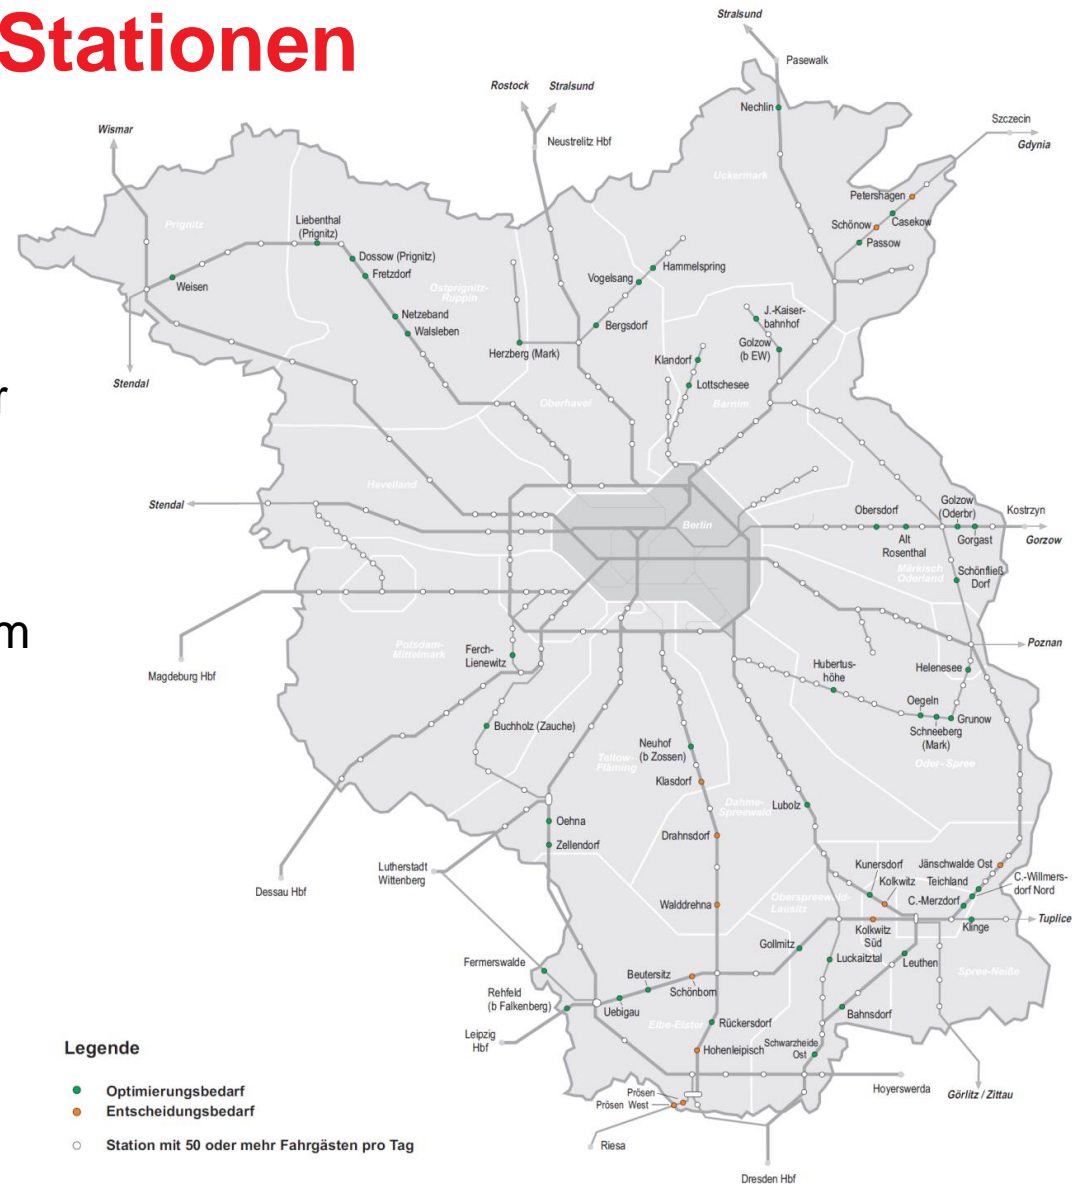 Stationen
Stralsund
Pasewalk
Rostock
Stralsund
Nechlin
Szczecin
Gdynia
Wismar
Neustrelitz Hbf
Uckermark
Petershagen
Casekow
Schönow
Passow
Prignitz
Liebenthal
(Prignitz)
Dossow (Prignitz)
Fretzdorf
Weisen
Ostprignitz-
Ruppin
Vogelsang
Hammelspring
Netzeband
Walsleben
Bergsdorf
J.-Kaiser-
bahnhof
Golzow
(b EW)
Herzberg (Mark)
Klandorf
Lottschesee
Stendal
r
Oberhavel
Barnim
Havelland
Stendal
Berlin
Obersdorf
Alt
Rosenthal
Golzow
(Oderbr)
Gorgast
Kostrzyn
Gorzow
Märkisch
Oderland
Schönfließ
Dorf
m
Potsdam-
Mittelmark
Ferch-
Lienewitz
Poznan
Magdeburg Hbf
Hubertus-
höhe
Helenesee
Oegeln
Grunow
Schneeberg
(Mark)
Buchholz (Zauche)
Neuhof
(b Zossen)
Teltow-
Fläming
Klasdorf
Oder-Spree
Dahme-
Spreewald
Lubolz
Oehna
Drahnsdorf
Zellendorf
Lutherstadt
Wittenberg
Dessau Hbf
Kunersdorf
Jänschwalde Ost
Kolkwitz
Teichland
C.-Willmers-
dorf Nord
C.-Merzdorf
Walddrehna
Oberspreewald-
Lausitz
Kolkwitz
Süd
Klinge
Tuplice
Gollmitz
Luckaitztal
Leuthen
Spree-Neiße
Fermerswalde
Beutersitz
Schönborn
Rehfeld
(b Falkenberg)
Uebigau
Bahnsdorf
Elbe-Elster
Rückersdorf
Leipzig
Hbf
Hohenleipisch
Schwarzheide
Ost
Hoyerswerda
Görlitz / Zittau
Prösen
Prösen West
Riesa
Dresden Hbf
Legende
Optimierungsbedarf
Entscheidungsbedarf
Station mit 50 oder mehr Fahrgästen pro Tag